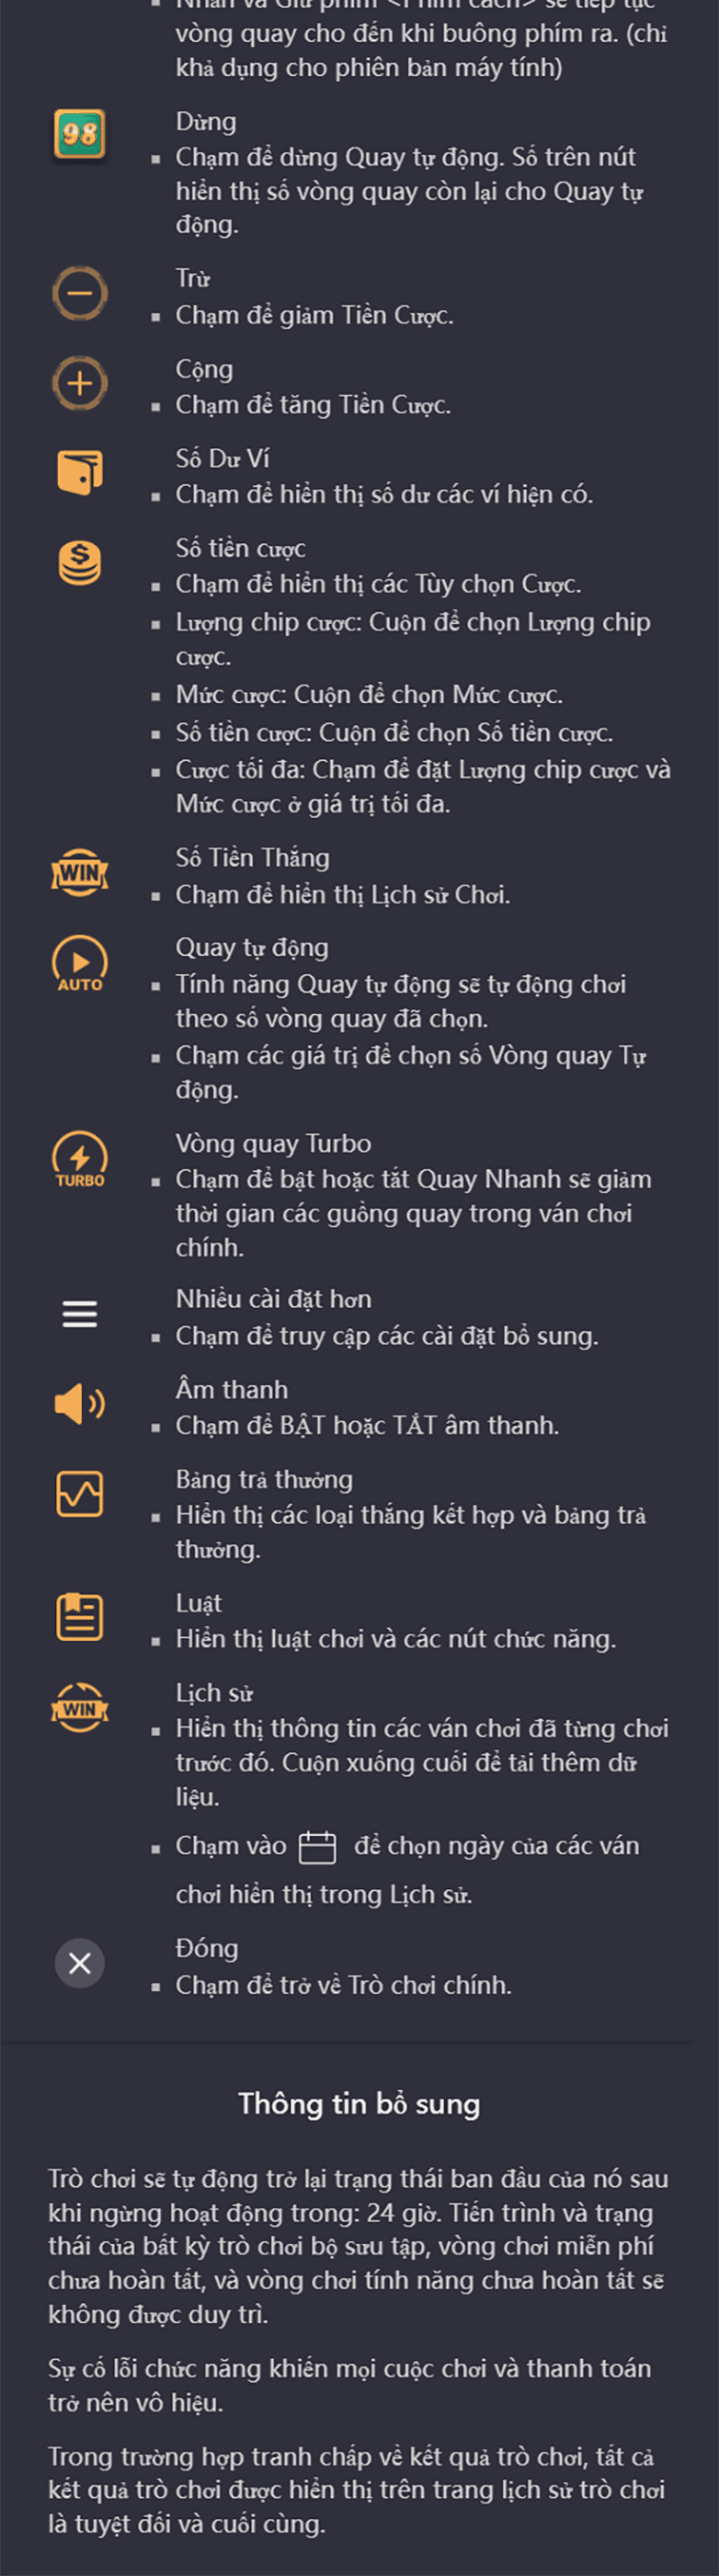 Nhấn và Giữ phím <Phím cách> sẽ tiếp tục
vòng quay cho đến khi buông phím ra. (chỉ
khả dụng cho phiên bản máy tính)
98
Dừng
Chạm để dừng Quay tự động. Số trên nút
hiển thị số vòng quay còn lại cho Quay tự
động.
Trừ
Chạm để giảm Tiền Cược.
Cộng
Chạm để tăng Tiền Cược.
Số Dư Ví
Chạm để hiển thị số dư các ví hiện có.
Số tiền cược
Chạm để hiển thị các Tùy chọn Cược.
Lượng chip cược: Cuộn để chọn Lượng chip
cược.
Mức cược: Cuộn để chọn Mức cược.
Số tiền cược: Cuộn để chọn Số tiền cược.
Cược tối đa: Chạm để đặt Lượng chip cược và
Mức cược ở giá trị tối đa.
WIN
Số Tiền Thắng
Chạm để hiển thị Lịch sử Chơi.
AUTO
Quay tự động
Tính năng Quay tự động sẽ tự động chơi
theo số vòng quay đã chọn.
Chạm các giá trị để chọn số Vòng quay Tự
động.
TURBO
Vòng quay Turbo
Chạm để bật hoặc tắt Quay Nhanh sẽ giảm
thời gian các guồng quay trong ván chơi
chính.
Nhiều cài đặt hơn
Chạm để truy cập các cài đặt bổ sung.
Âm thanh
Chạm để BẬT hoặc TẮT âm thanh.
Bảng trả thưởng
Hiển thị các loại thắng kết hợp và bảng trả
thưởng.
Luật
Hiển thị luật chơi và các nút chức năng.
WIN
Lịch sử
Hiển thị thông tin các ván chơi đã từng chơi
trước đó. Cuộn xuống cuối để tải thêm dữ
liệu.
Chạm vào để chọn ngày của các ván
chơi hiển thị trong Lịch sử.
Đóng
Chạm để trở về Trò chơi chính.
Thông tin bổ sung
Trò chơi sẽ tự động trở lại trạng thái ban đầu của nó sau
khi ngừng hoạt động trong: 24 giờ. Tiến trình và trạng
thái của bất kỳ trò chơi bộ sưu tập, vòng chơi miễn phí
chưa hoàn tất, và vòng chơi tính năng chưa hoàn tất sẽ
không được duy trì.
Sự cố lỗi chức năng khiến mọi cuộc chơi và thanh toán
trở nên vô hiệu.
Trong trường hợp tranh chấp về kết quả trò chơi, tất cả
kết quả trò chơi được hiển thị trên trang lịch sử trò chơi
là tuyệt đối và cuối cùng.